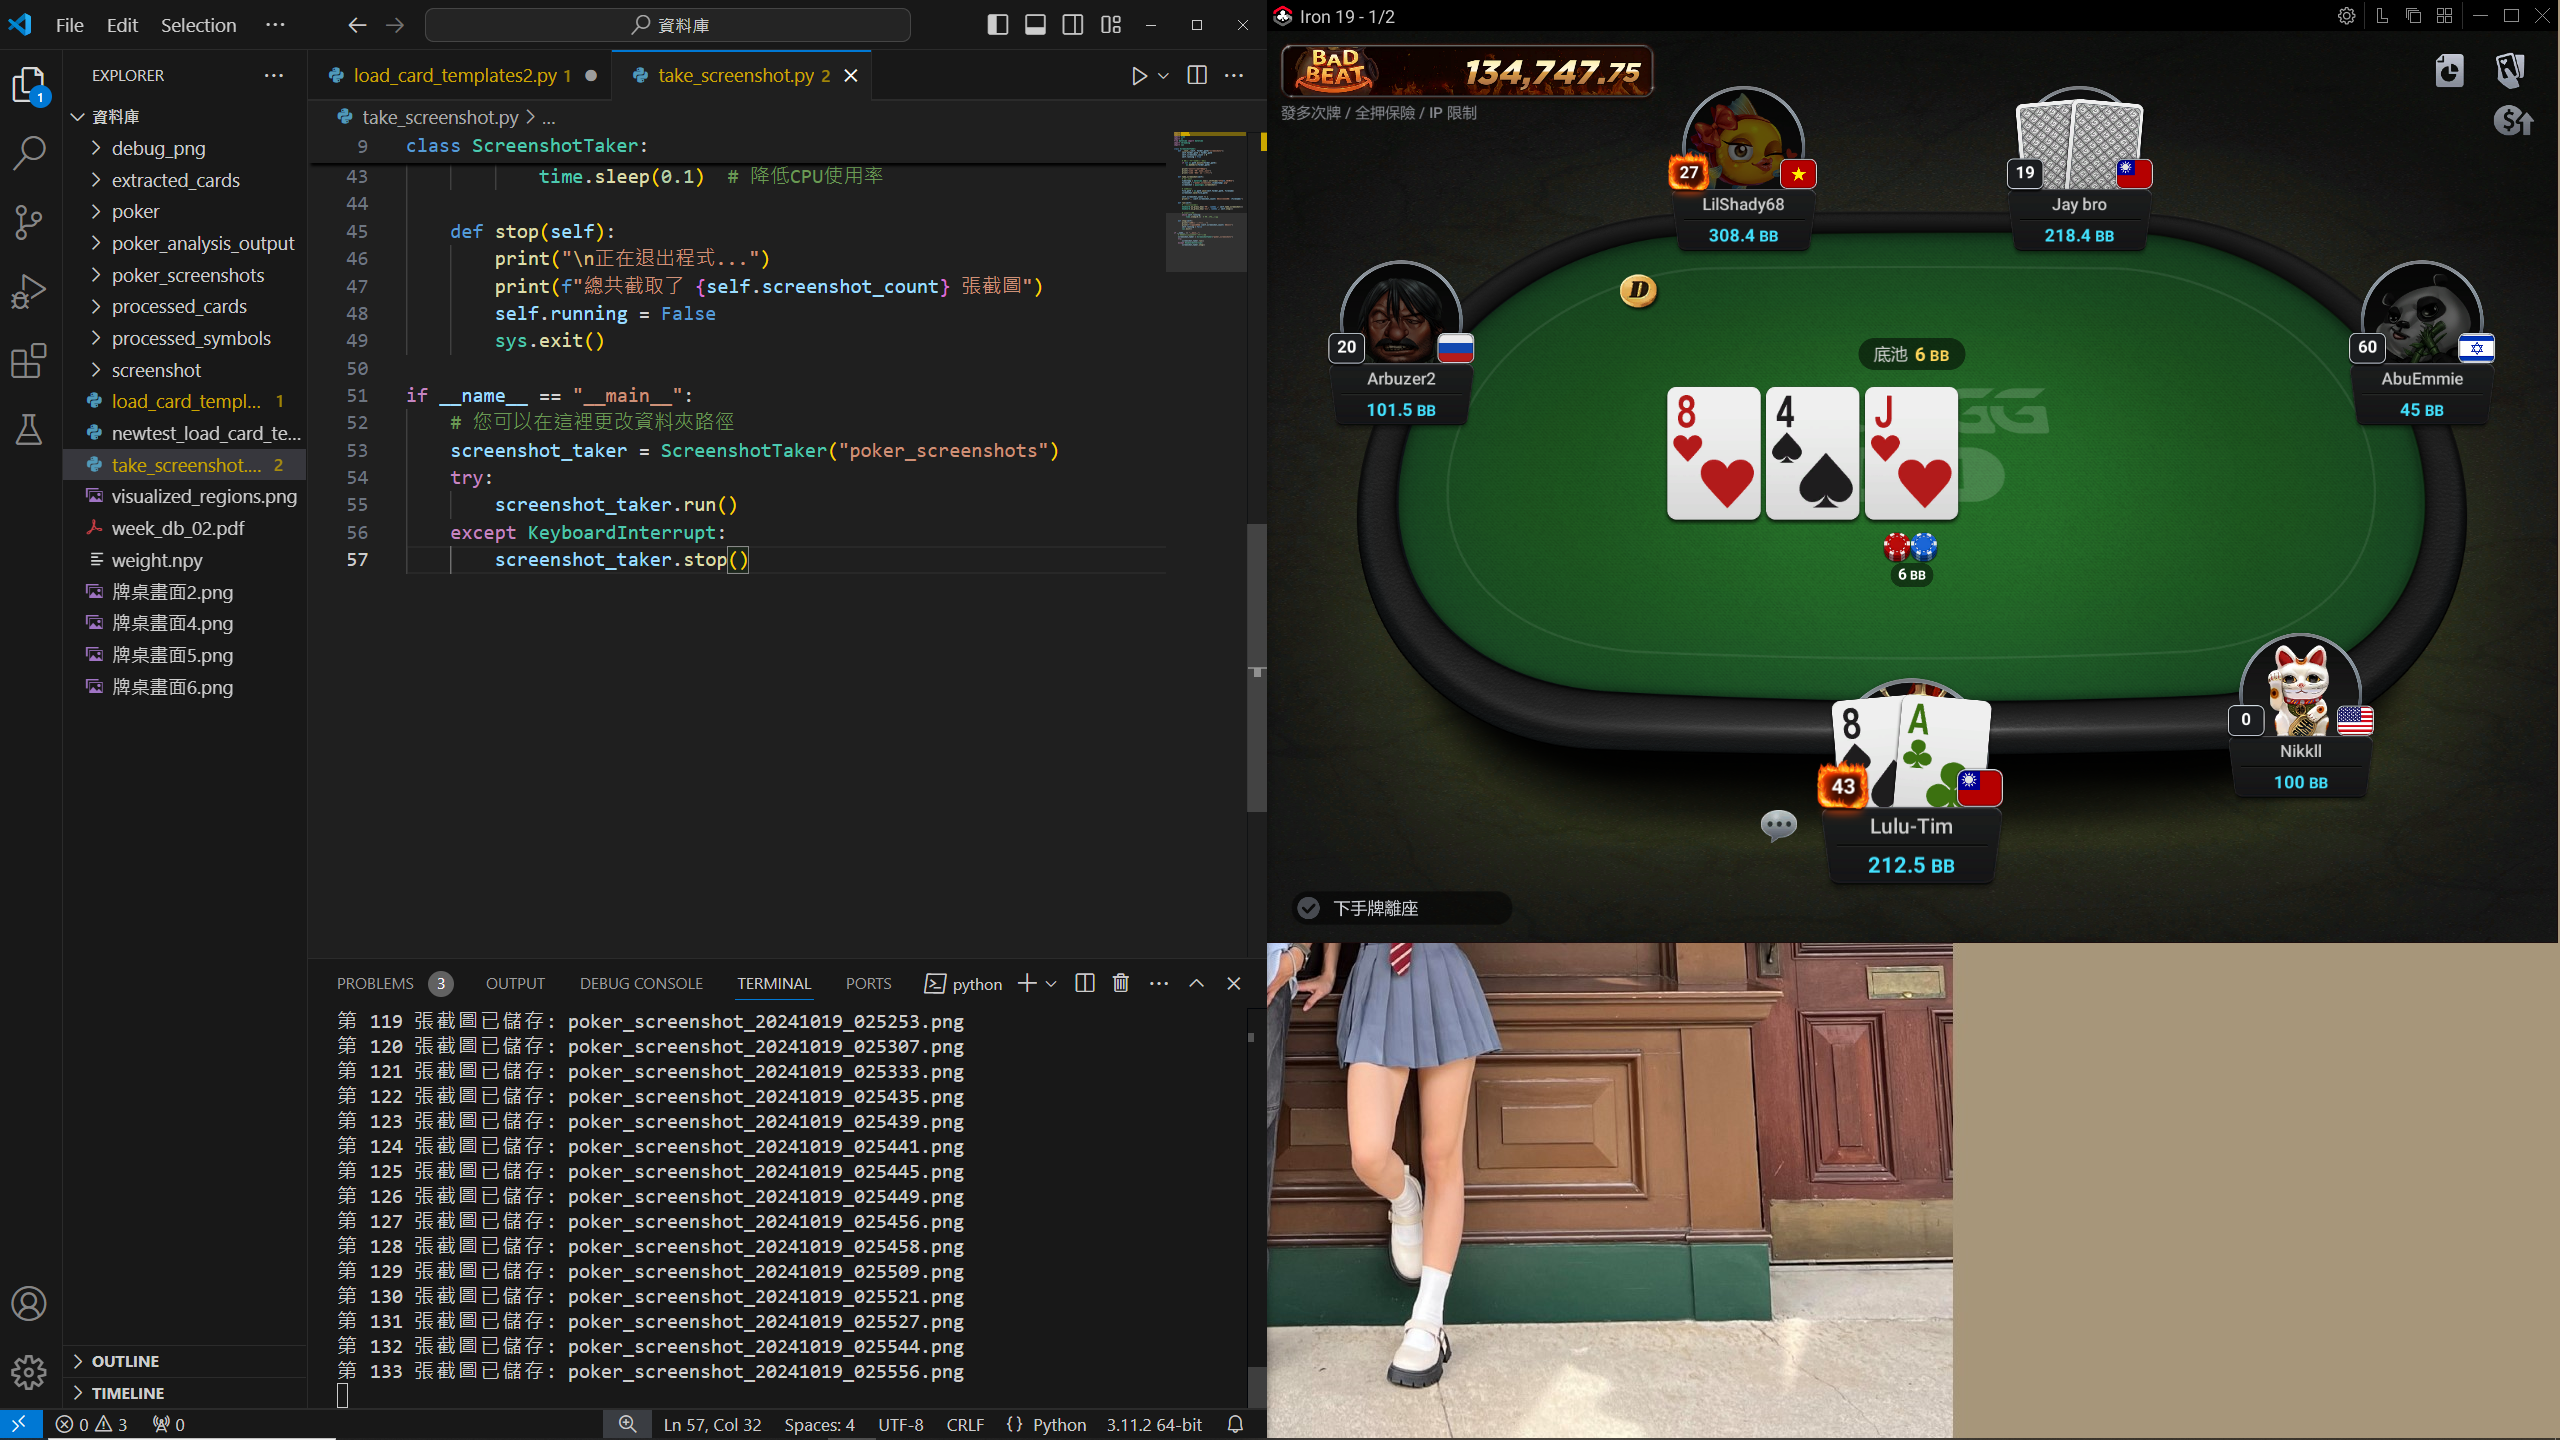 File Edit Selection ···
資料庫
EXPLORER ···
1
資料庫
debug_png
extracted_cards
poker
poker_analysis_output
poker_screenshots
processed_cards
processed_symbols
screenshot
load_card_templ... 1
newtest_load_card_te...
take_screenshot.... 2
visualized_regions.png
week_db_02.pdf
weight.npy
牌桌畫面2.png
牌桌畫面4.png
牌桌畫面5.png
牌桌畫面6.png
OUTLINE
TIMELINE
load_card_templates2.py 1
take_screenshot.py 2
take_screenshot.py > ...
9 class ScreenshotTaker:
43 time.sleep(0.1) # 降低CPU使用率
44
45 def stop(self):
46 print("\n正在退出程式...")
47 print(f"總共截取了 {self.screenshot_count} 張截圖")
48 self.running = False
49 sys.exit()
50
51 if __name__ == "__main__":
52 # 您可以在這裡更改資料夾路徑
53 screenshot_taker = ScreenshotTaker("poker_screenshots")
54 try:
55 screenshot_taker.run()
56 except KeyboardInterrupt:
57 screenshot_taker.stop()
PROBLEMS 3 OUTPUT DEBUG CONSOLE TERMINAL PORTS python
第 119 張截圖已儲存: poker_screenshot_20241019_025253.png
第 120 張截圖已儲存: poker_screenshot_20241019_025307.png
第 121 張截圖已儲存: poker_screenshot_20241019_025333.png
第 122 張截圖已儲存: poker_screenshot_20241019_025435.png
第 123 張截圖已儲存: poker_screenshot_20241019_025439.png
第 124 張截圖已儲存: poker_screenshot_20241019_025441.png
第 125 張截圖已儲存: poker_screenshot_20241019_025445.png
第 126 張截圖已儲存: poker_screenshot_20241019_025449.png
第 127 張截圖已儲存: poker_screenshot_20241019_025456.png
第 128 張截圖已儲存: poker_screenshot_20241019_025458.png
第 129 張截圖已儲存: poker_screenshot_20241019_025509.png
第 130 張截圖已儲存: poker_screenshot_20241019_025521.png
第 131 張截圖已儲存: poker_screenshot_20241019_025527.png
第 132 張截圖已儲存: poker_screenshot_20241019_025544.png
第 133 張截圖已儲存: poker_screenshot_20241019_025556.png
0 3 0 Ln 57, Col 32 Spaces: 4 UTF-8 CRLF {} Python 3.11.2 64-bit
Iron 19 - 1/2
BAD BEAT 134,747.75
發多次牌 / 全押保險 / IP 限制
27
LilShady68
308.4 BB
19
Jay bro
218.4 BB
D
20
Arbuzer2
101.5 BB
60
AbuEmmie
45 BB
底池 6 BB
8 4 J
6 BB
0
Nikkll
100 BB
8 A
43
Lulu-Tim
212.5 BB
下手牌離座